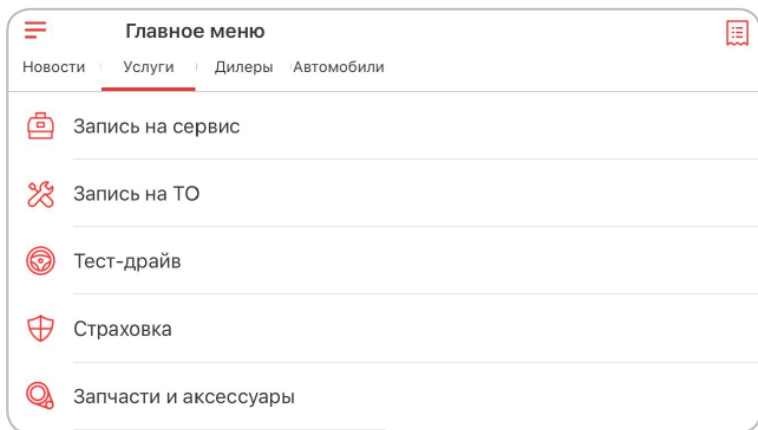 Главное меню
Новости Услуги Дилеры Автомобили
Запись на сервис
Запись на ТО
Тест-драйв
Страховка
Запчасти и аксессуары